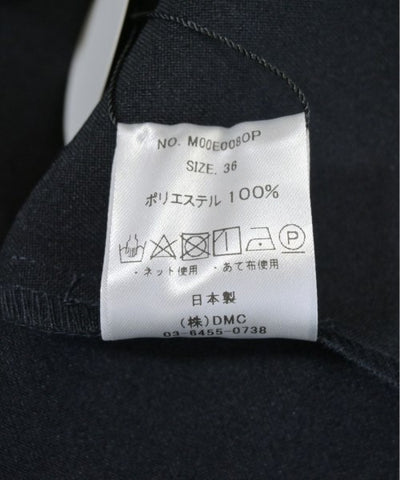 NO. M00E0080P
SIZE. 36
ポリエステル 100%
P
・ネット使用 ・あて布使用
日本製
(株)DMC
03-6455-0738